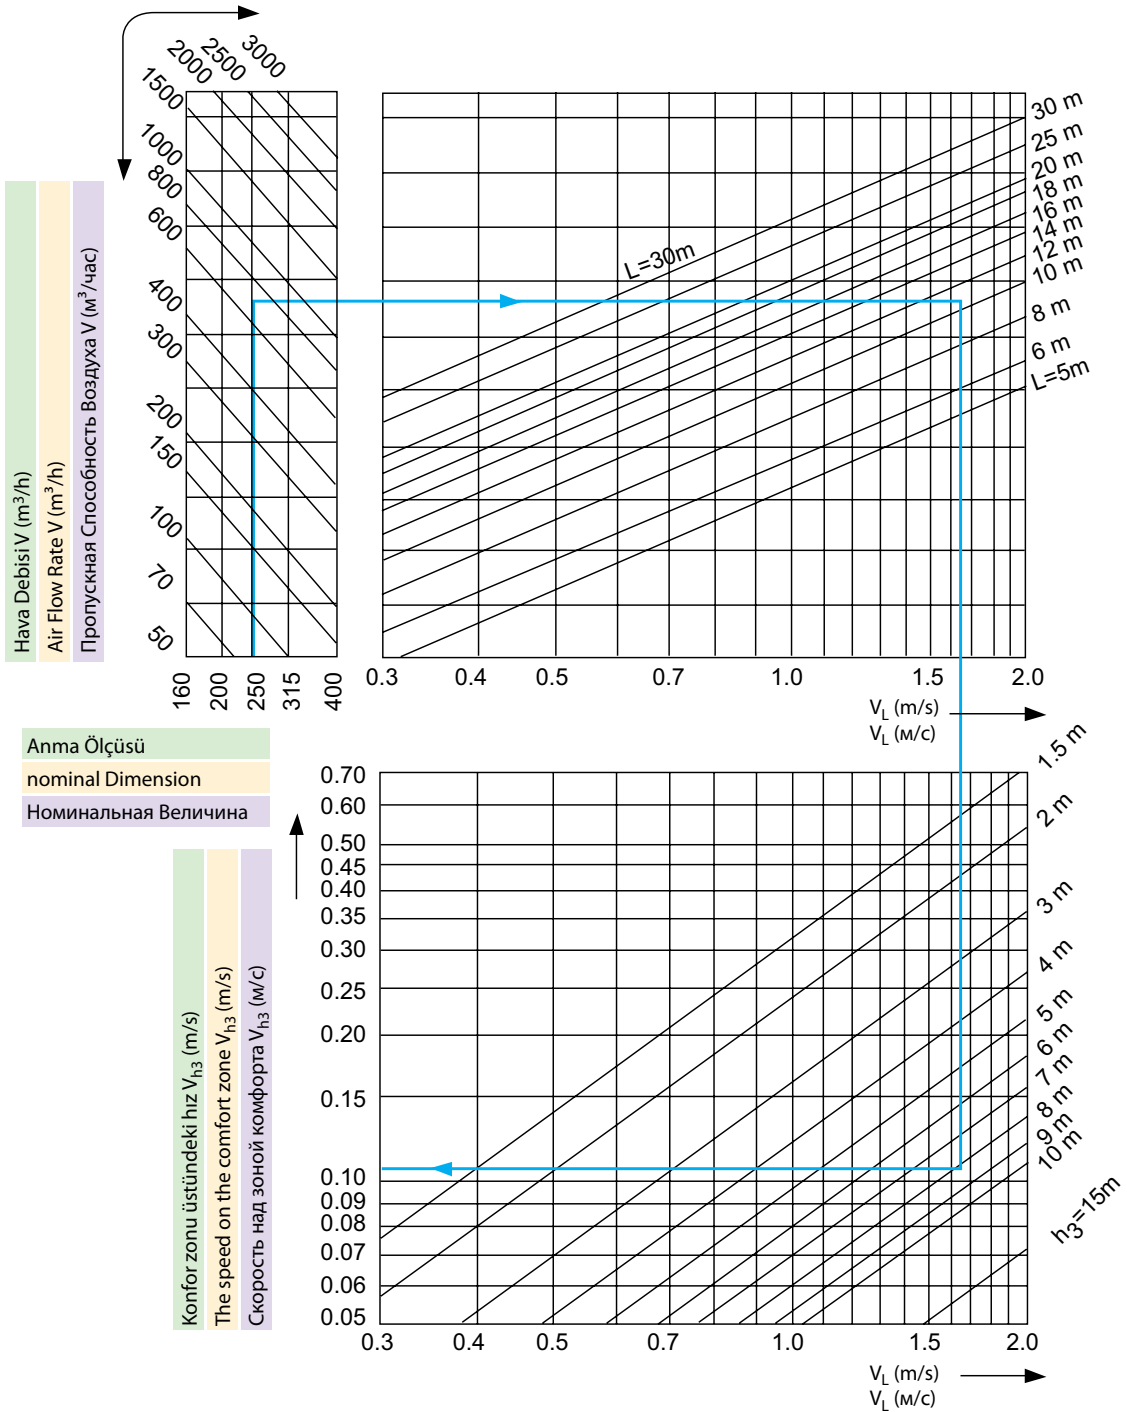 3000
2500
2000
1500
1000
800
600
400
300
200
150
100
70
50
160
200
250
315
400
Hava Debisi V (m³/h)
Air Flow Rate V (m³/h)
Пропускная Способность Воздуха V (м³/час)
30 m
25 m
20 m
18 m
16 m
14 m
12 m
10 m
8 m
6 m
L=5m
L=30m
0.3 0.4 0.5 0.7 1.0 1.5 2.0
V_L (m/s)
V_L (м/с)
Anma Ölçüsü
nominal Dimension
Номинальная Величина
Konfor zonu üstündeki hız V_h3 (m/s)
The speed on the comfort zone V_h3 (m/s)
Скорость над зоной комфорта V_h3 (м/с)
0.70
0.60
0.50
0.45
0.40
0.35
0.30
0.25
0.20
0.15
0.10
0.09
0.08
0.07
0.06
0.05
1.5 m
2 m
3 m
4 m
5 m
6 m
7 m
8 m
9 m
10 m
h3=15m
0.3 0.4 0.5 0.7 1.0 1.5 2.0
V_L (m/s)
V_L (м/с)